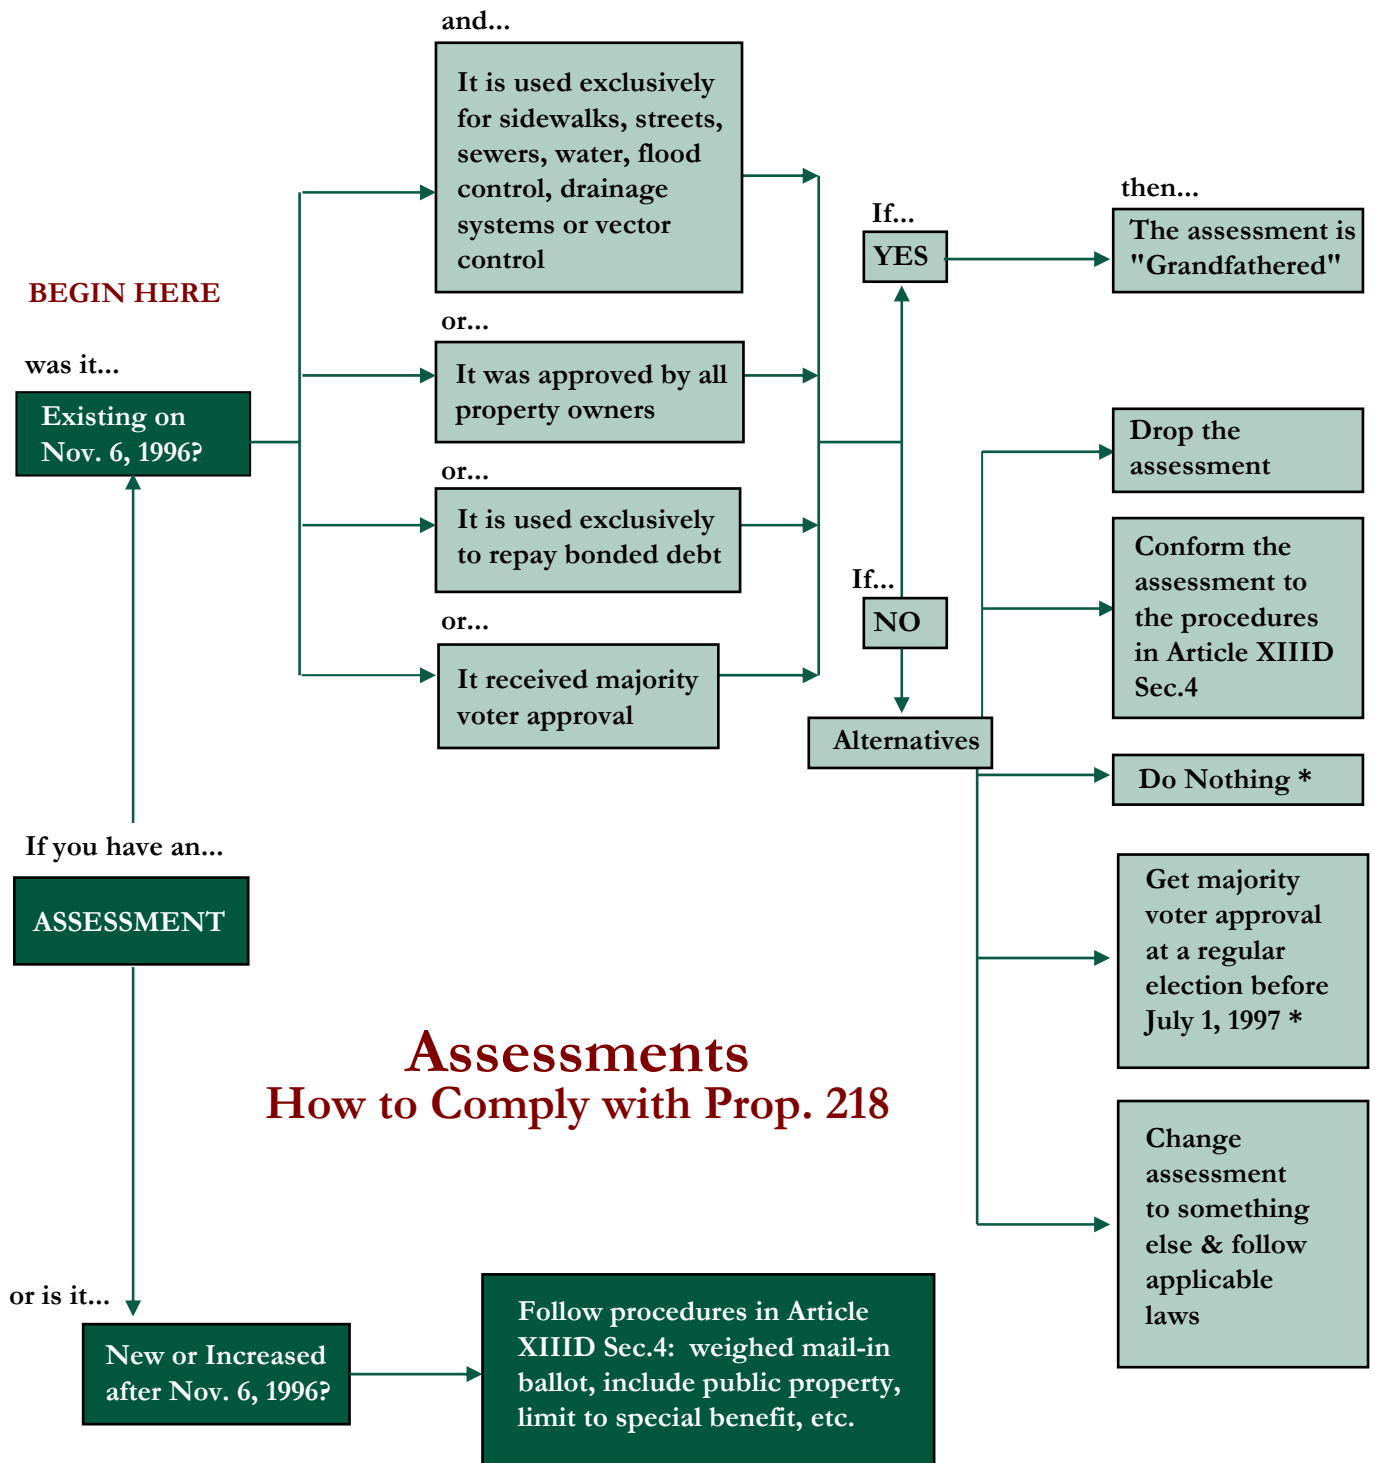 and...
It is used exclusively
for sidewalks, streets,
sewers, water, flood
control, drainage
systems or vector
control
BEGIN HERE
was it...
Existing on
Nov. 6, 1996?
or...
It was approved by all
property owners
or...
It is used exclusively
to repay bonded debt
or...
It received majority
voter approval
If...
YES
then...
The assessment is
"Grandfathered"
If...
NO
Alternatives
Drop the
assessment
Conform the
assessment to
the procedures
in Article XIIID
Sec.4
Do Nothing *
Get majority
voter approval
at a regular
election before
July 1, 1997 *
Change
assessment
to something
else & follow
applicable
laws
If you have an...
ASSESSMENT
Assessments
How to Comply with Prop. 218
or is it...
New or Increased
after Nov. 6, 1996?
Follow procedures in Article
XIIID Sec.4:  weighed mail-in
ballot, include public property,
limit to special benefit, etc.